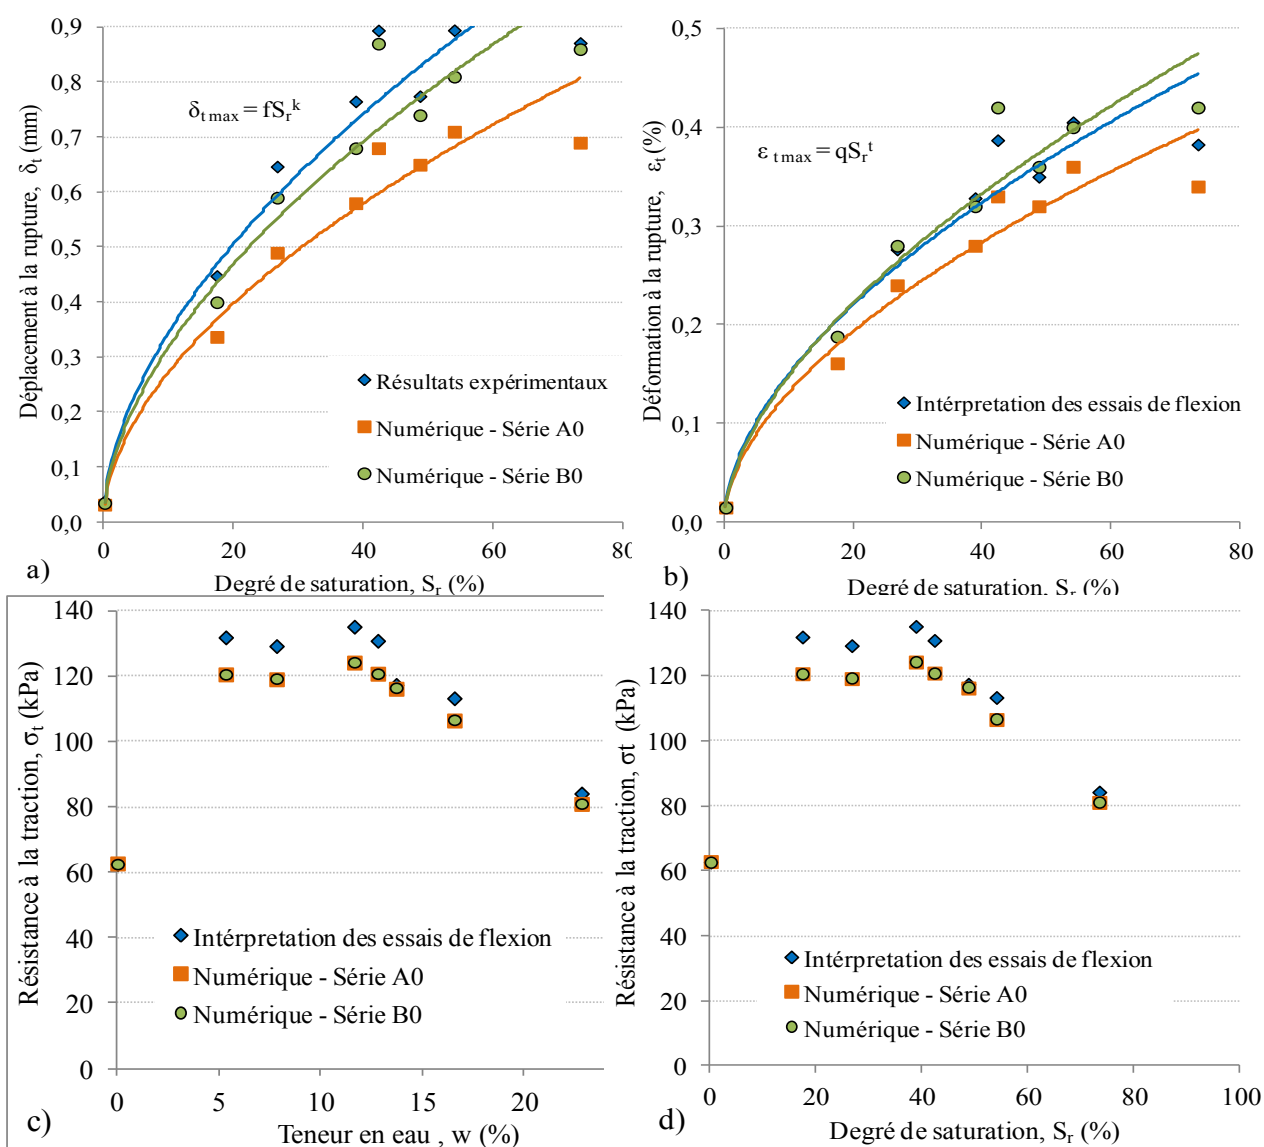 0,9
0,8
0,7
0,6
0,5
0,4
0,3
0,2
0,1
0,0
Déplacement à la rupture, δt (mm)
δt max = fSr^k
Résultats expérimentaux
Numérique - Série A0
Numérique - Série B0
0 20 40 60 80
a)
Degré de saturation, Sr (%)
0,5
0,4
0,3
0,2
0,1
0,0
Déformation à la rupture, εt (%)
εt max = qSr^t
Intérpretation des essais de flexion
Numérique - Série A0
Numérique - Série B0
0 20 40 60 80
b)
Degré de saturation, Sr (%)
140
120
100
80
60
40
20
0
Résistance à la traction, σt (kPa)
Intérpretation des essais de flexion
Numérique - Série A0
Numérique - Série B0
0 5 10 15 20
c)
Teneur en eau , w (%)
140
120
100
80
60
40
20
0
Résistance à la traction, σt (kPa)
Intérpretation des essais de flexion
Numérique - Série A0
Numérique - Série B0
0 20 40 60 80 100
d)
Degré de saturation, Sr (%)